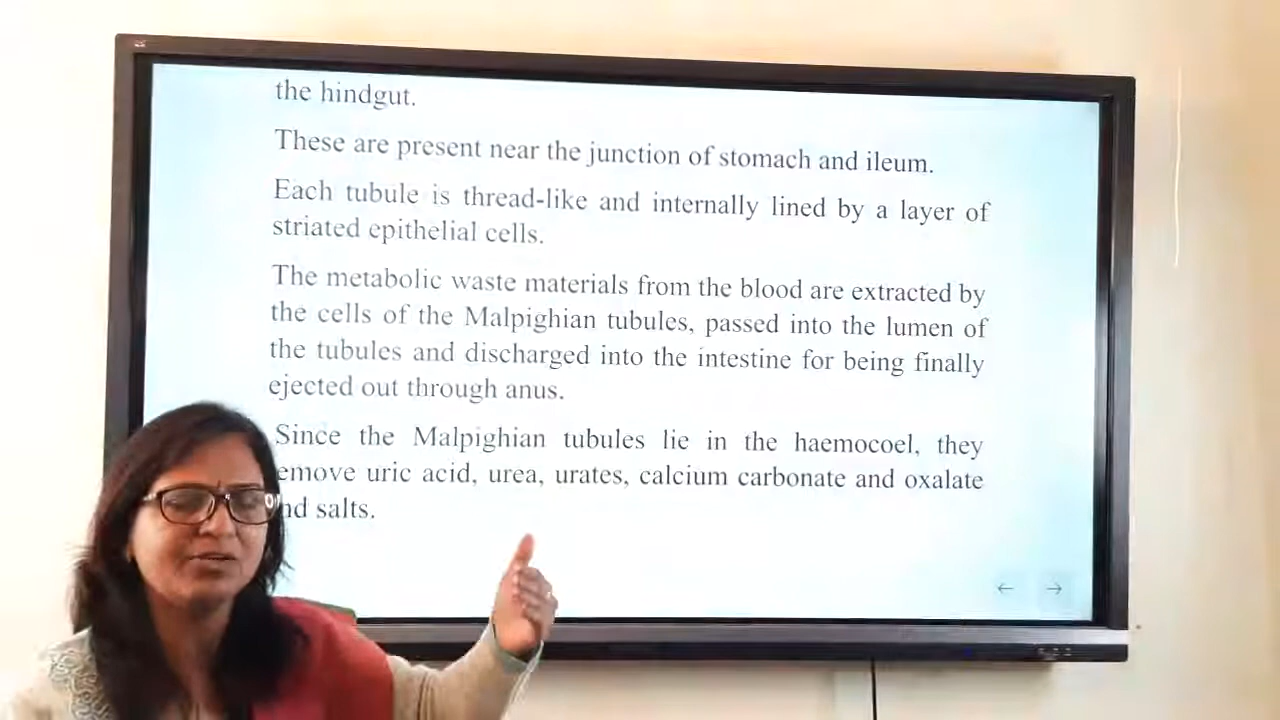 the hindgut.
These are present near the junction of stomach and ileum.
Each tubule is thread-like and internally lined by a layer of
striated epithelial cells.
The metabolic waste materials from the blood are extracted by
the cells of the Malpighian tubules, passed into the lumen of
the tubules and discharged into the intestine for being finally
ejected out through anus.
Since the Malpighian tubules lie in the haemocoel, they
emove uric acid, urea, urates, calcium carbonate and oxalate
nd salts.